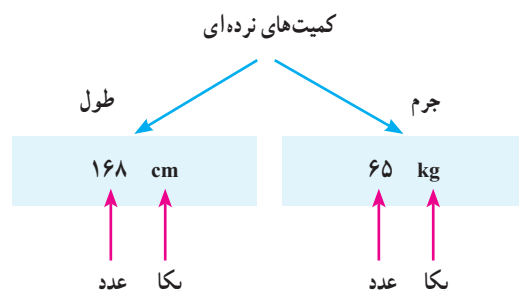 کمیت‌های نرده‌ای
جرم
طول
۶۵ kg
۱۶۸ cm
یکا
عدد
یکا
عدد